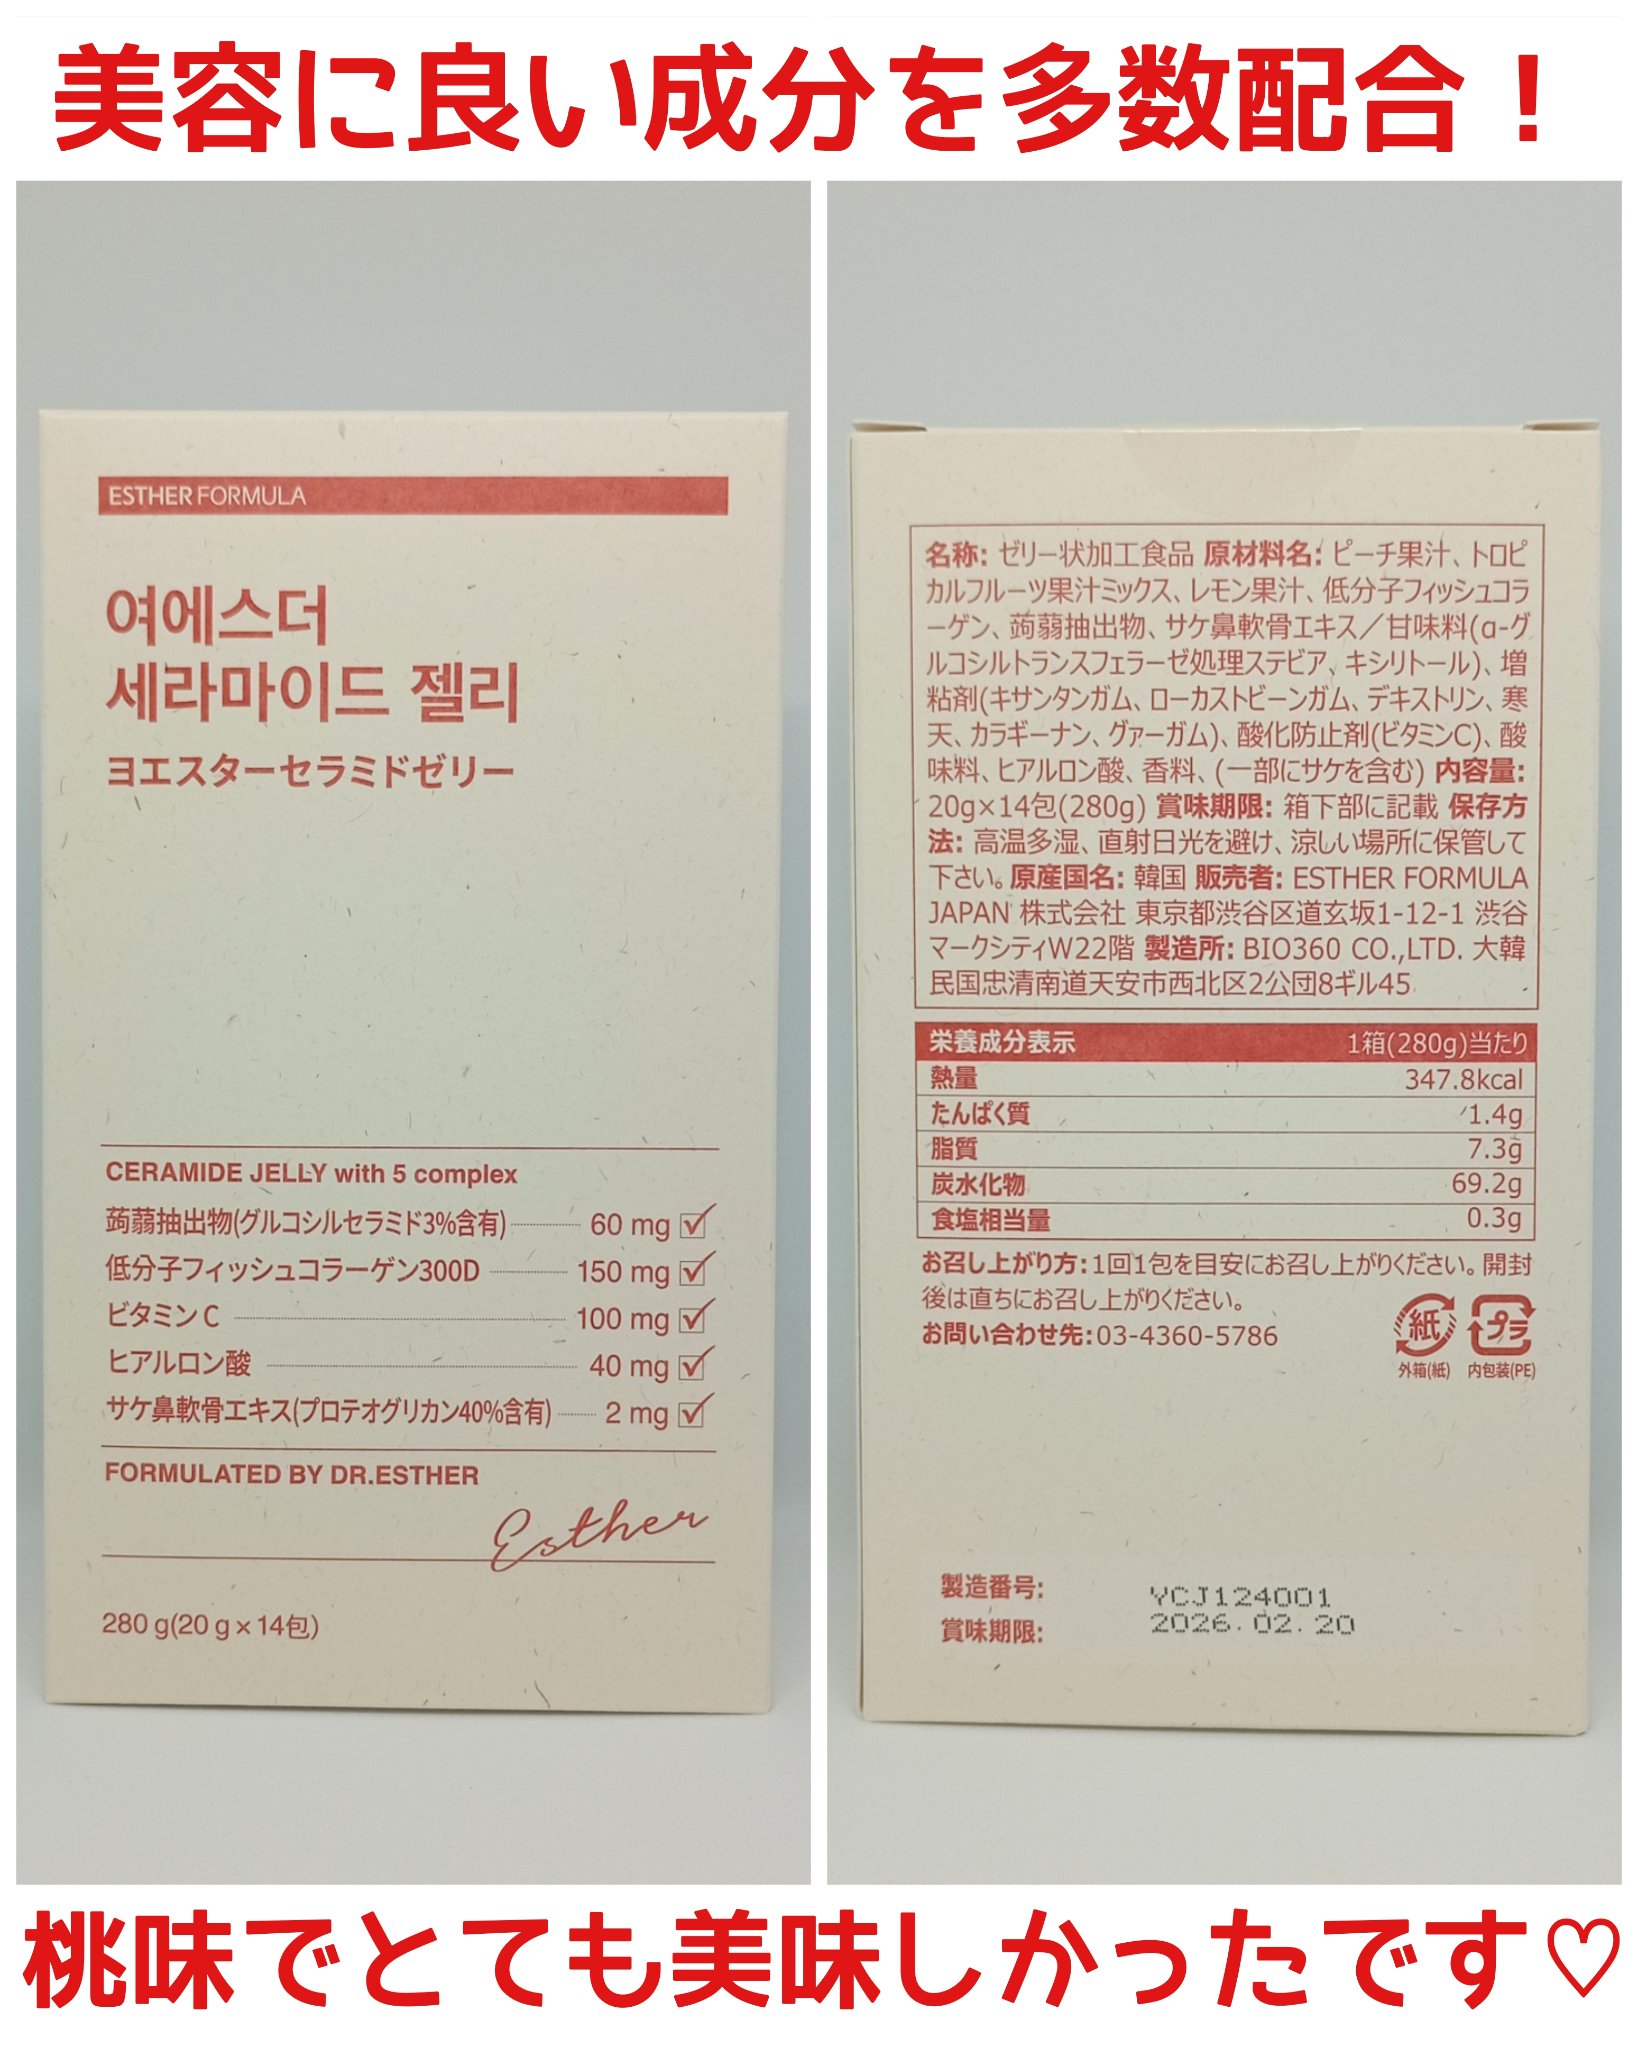 美容に良い成分を多数配合！
ESTHER FORMULA
여에스더
세라마이드 젤리
ヨエスターセラミドゼリー
CERAMIDE JELLY with 5 complex
蒟蒻抽出物(グルコシルセラミド3%含有) 60 mg
低分子フィッシュコラーゲン300D 150 mg
ビタミンC 100 mg
ヒアルロン酸 40 mg
サケ鼻軟骨エキス(プロテオグリカン40%含有) 2 mg
FORMULATED BY DR.ESTHER
Esther
280 g(20 g×14包)
名称: ゼリー状加工食品 原材料名: ピーチ果汁、トロピ
カルフルーツ果汁ミックス、レモン果汁、低分子フィッシュコラ
ーゲン、蒟蒻抽出物、サケ鼻軟骨エキス／甘味料(α-グ
ルコシルトランスフェラーゼ処理ステビア、キシリトール)、増
粘剤(キサンタンガム、ローカストビーンガム、デキストリン、寒
天、カラギーナン、グァーガム)、酸化防止剤(ビタミンC)、酸
味料、ヒアルロン酸、香料、(一部にサケを含む) 内容量:
20g×14包(280g) 賞味期限: 箱下部に記載 保存方
法: 高温多湿、直射日光を避け、涼しい場所に保管して
下さい。原産国名: 韓国 販売者: ESTHER FORMULA
JAPAN 株式会社 東京都渋谷区道玄坂1-12-1 渋谷
マークシティW22階 製造所: BIO360 CO.,LTD. 大韓
民国忠清南道天安市西北区2公団8ギル45
栄養成分表示 1箱(280g)当たり
熱量 347.8kcal
たんぱく質 1.4g
脂質 7.3g
炭水化物 69.2g
食塩相当量 0.3g
お召し上がり方:1回1包を目安にお召し上がりください。開封
後は直ちにお召し上がりください。
お問い合わせ先:03-4360-5786
紙 プラ
外箱(紙) 内包装(PE)
製造番号: YCJ124001
賞味期限: 2026.02.20
桃味でとても美味しかったです♡